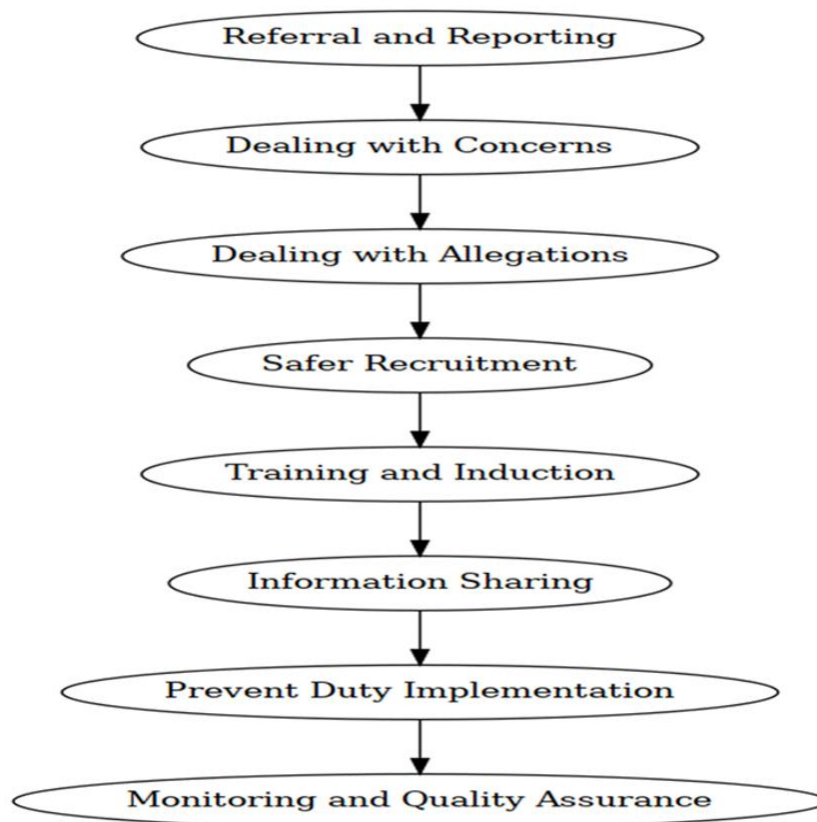 Referral and Reporting
Dealing with Concerns
Dealing with Allegations
Safer Recruitment
Training and Induction
Information Sharing
Prevent Duty Implementation
Monitoring and Quality Assurance